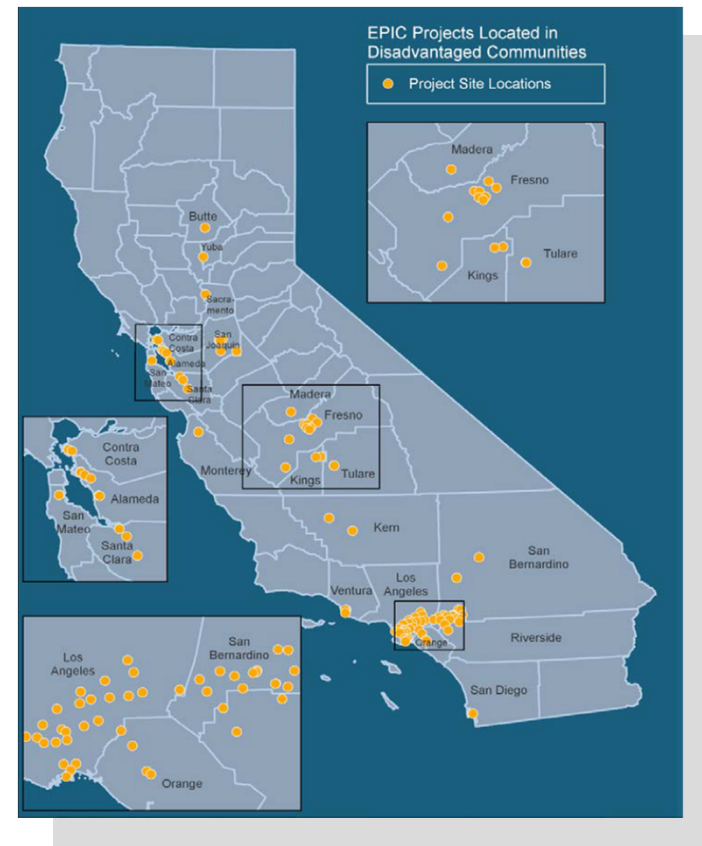 EPIC Projects Located in
Disadvantaged Communities
Project Site Locations
Madera
Fresno
Tulare
Kings
Butte
Yuba
Sacra-
mento
San
Joaquin
Contra
Costa
Alameda
San
Mateo
Santa
Clara
Madera
Fresno
Monterey
Kings
Tulare
Contra
Costa
Alameda
San
Mateo
Santa
Clara
Kern
San
Bernardino
Ventura
Los
Angeles
Orange
Riverside
San Diego
Los
Angeles
San
Bernardino
Orange